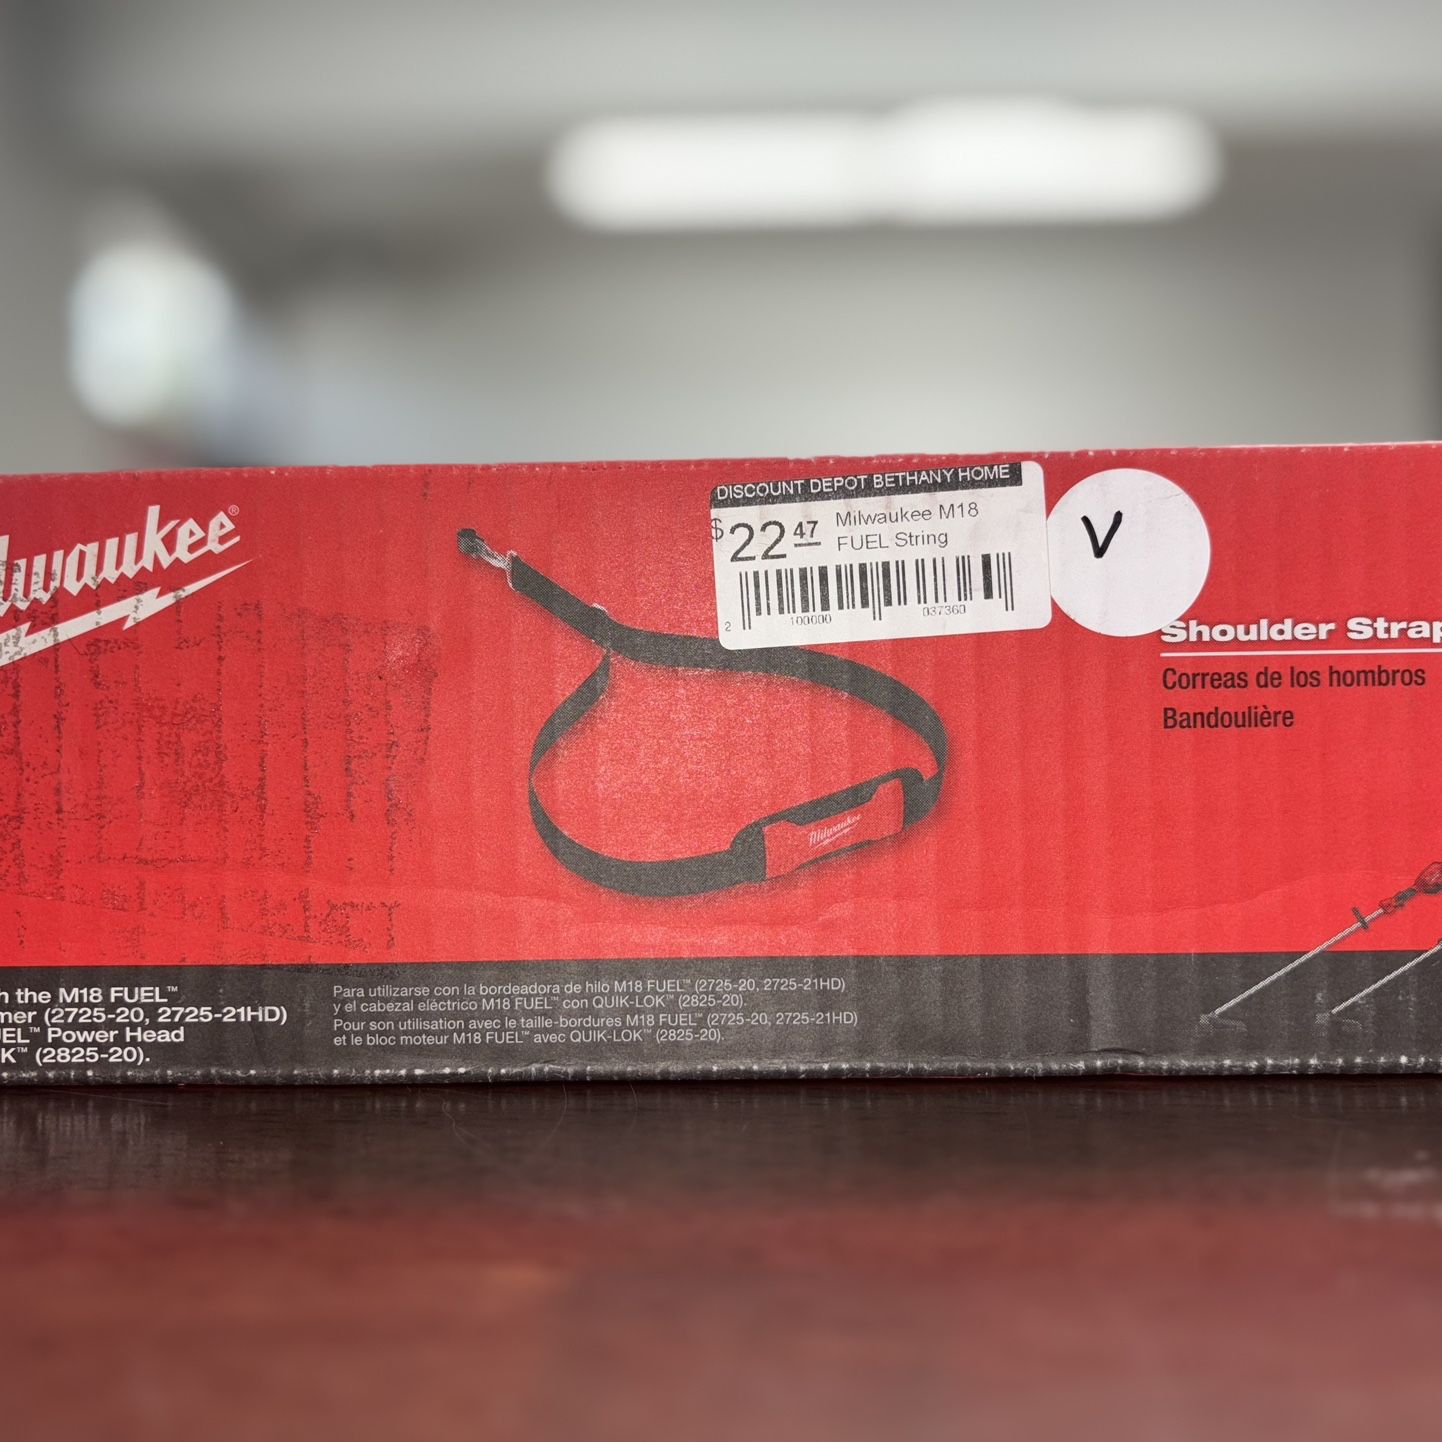 DISCOUNT DEPOT BETHANY HOME
$22 47
Milwaukee M18
FUEL String
2 100000 037360
V
lwaukee®
Shoulder Strap
Correas de los hombros
Bandoulière
Milwaukee
h the M18 FUEL™
mer (2725-20, 2725-21HD)
UEL™ Power Head
K™ (2825-20).
Para utilizarse con la bordeadora de hilo M18 FUEL™ (2725-20, 2725-21HD)
y el cabezal eléctrico M18 FUEL™ con QUIK-LOK™ (2825-20).
Pour son utilisation avec le taille-bordures M18 FUEL™ (2725-20, 2725-21HD)
et le bloc moteur M18 FUEL™ avec QUIK-LOK™ (2825-20).